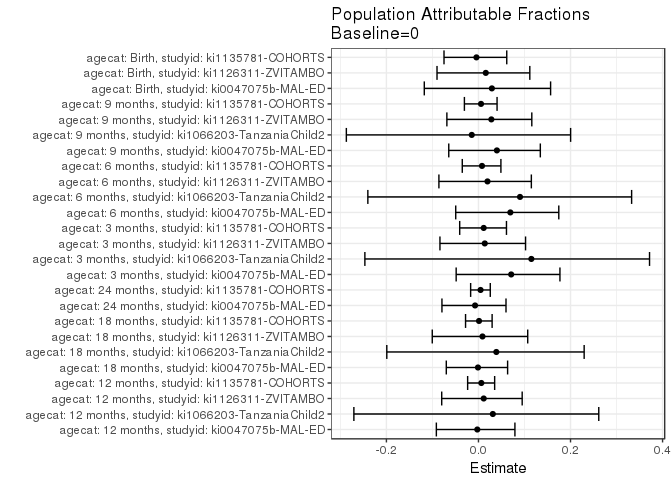 Population Attributable Fractions
Baseline=0
agecat: Birth, studyid: ki1135781-COHORTS
agecat: Birth, studyid: ki1126311-ZVITAMBO
agecat: Birth, studyid: ki0047075b-MAL-ED
agecat: 9 months, studyid: ki1135781-COHORTS
agecat: 9 months, studyid: ki1126311-ZVITAMBO
agecat: 9 months, studyid: ki1066203-TanzaniaChild2
agecat: 9 months, studyid: ki0047075b-MAL-ED
agecat: 6 months, studyid: ki1135781-COHORTS
agecat: 6 months, studyid: ki1126311-ZVITAMBO
agecat: 6 months, studyid: ki1066203-TanzaniaChild2
agecat: 6 months, studyid: ki0047075b-MAL-ED
agecat: 3 months, studyid: ki1135781-COHORTS
agecat: 3 months, studyid: ki1126311-ZVITAMBO
agecat: 3 months, studyid: ki1066203-TanzaniaChild2
agecat: 3 months, studyid: ki0047075b-MAL-ED
agecat: 24 months, studyid: ki1135781-COHORTS
agecat: 24 months, studyid: ki0047075b-MAL-ED
agecat: 18 months, studyid: ki1135781-COHORTS
agecat: 18 months, studyid: ki1126311-ZVITAMBO
agecat: 18 months, studyid: ki1066203-TanzaniaChild2
agecat: 18 months, studyid: ki0047075b-MAL-ED
agecat: 12 months, studyid: ki1135781-COHORTS
agecat: 12 months, studyid: ki1126311-ZVITAMBO
agecat: 12 months, studyid: ki1066203-TanzaniaChild2
agecat: 12 months, studyid: ki0047075b-MAL-ED
-0.2 0.0 0.2 0.4
Estimate